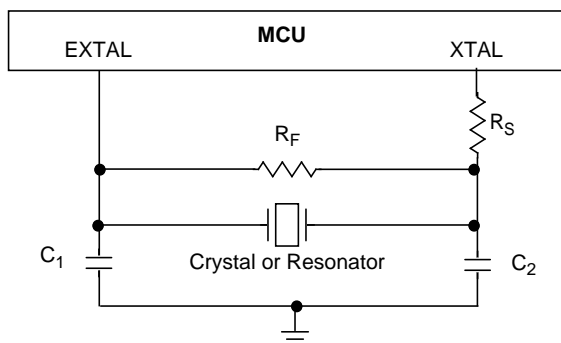 MCU
EXTAL XTAL
R_S
R_F
C_1
Crystal or Resonator
C_2